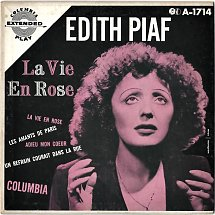 COLUMBIA
EXTENDED
PLAY
EDITH PIAF
A-1714
La Vie
En Rose
LA VIE EN ROSE
LES AMANTS DE PARIS
ADIEU MON COEUR
UN REFRAIN COURAIT DANS LA RUE
COLUMBIA